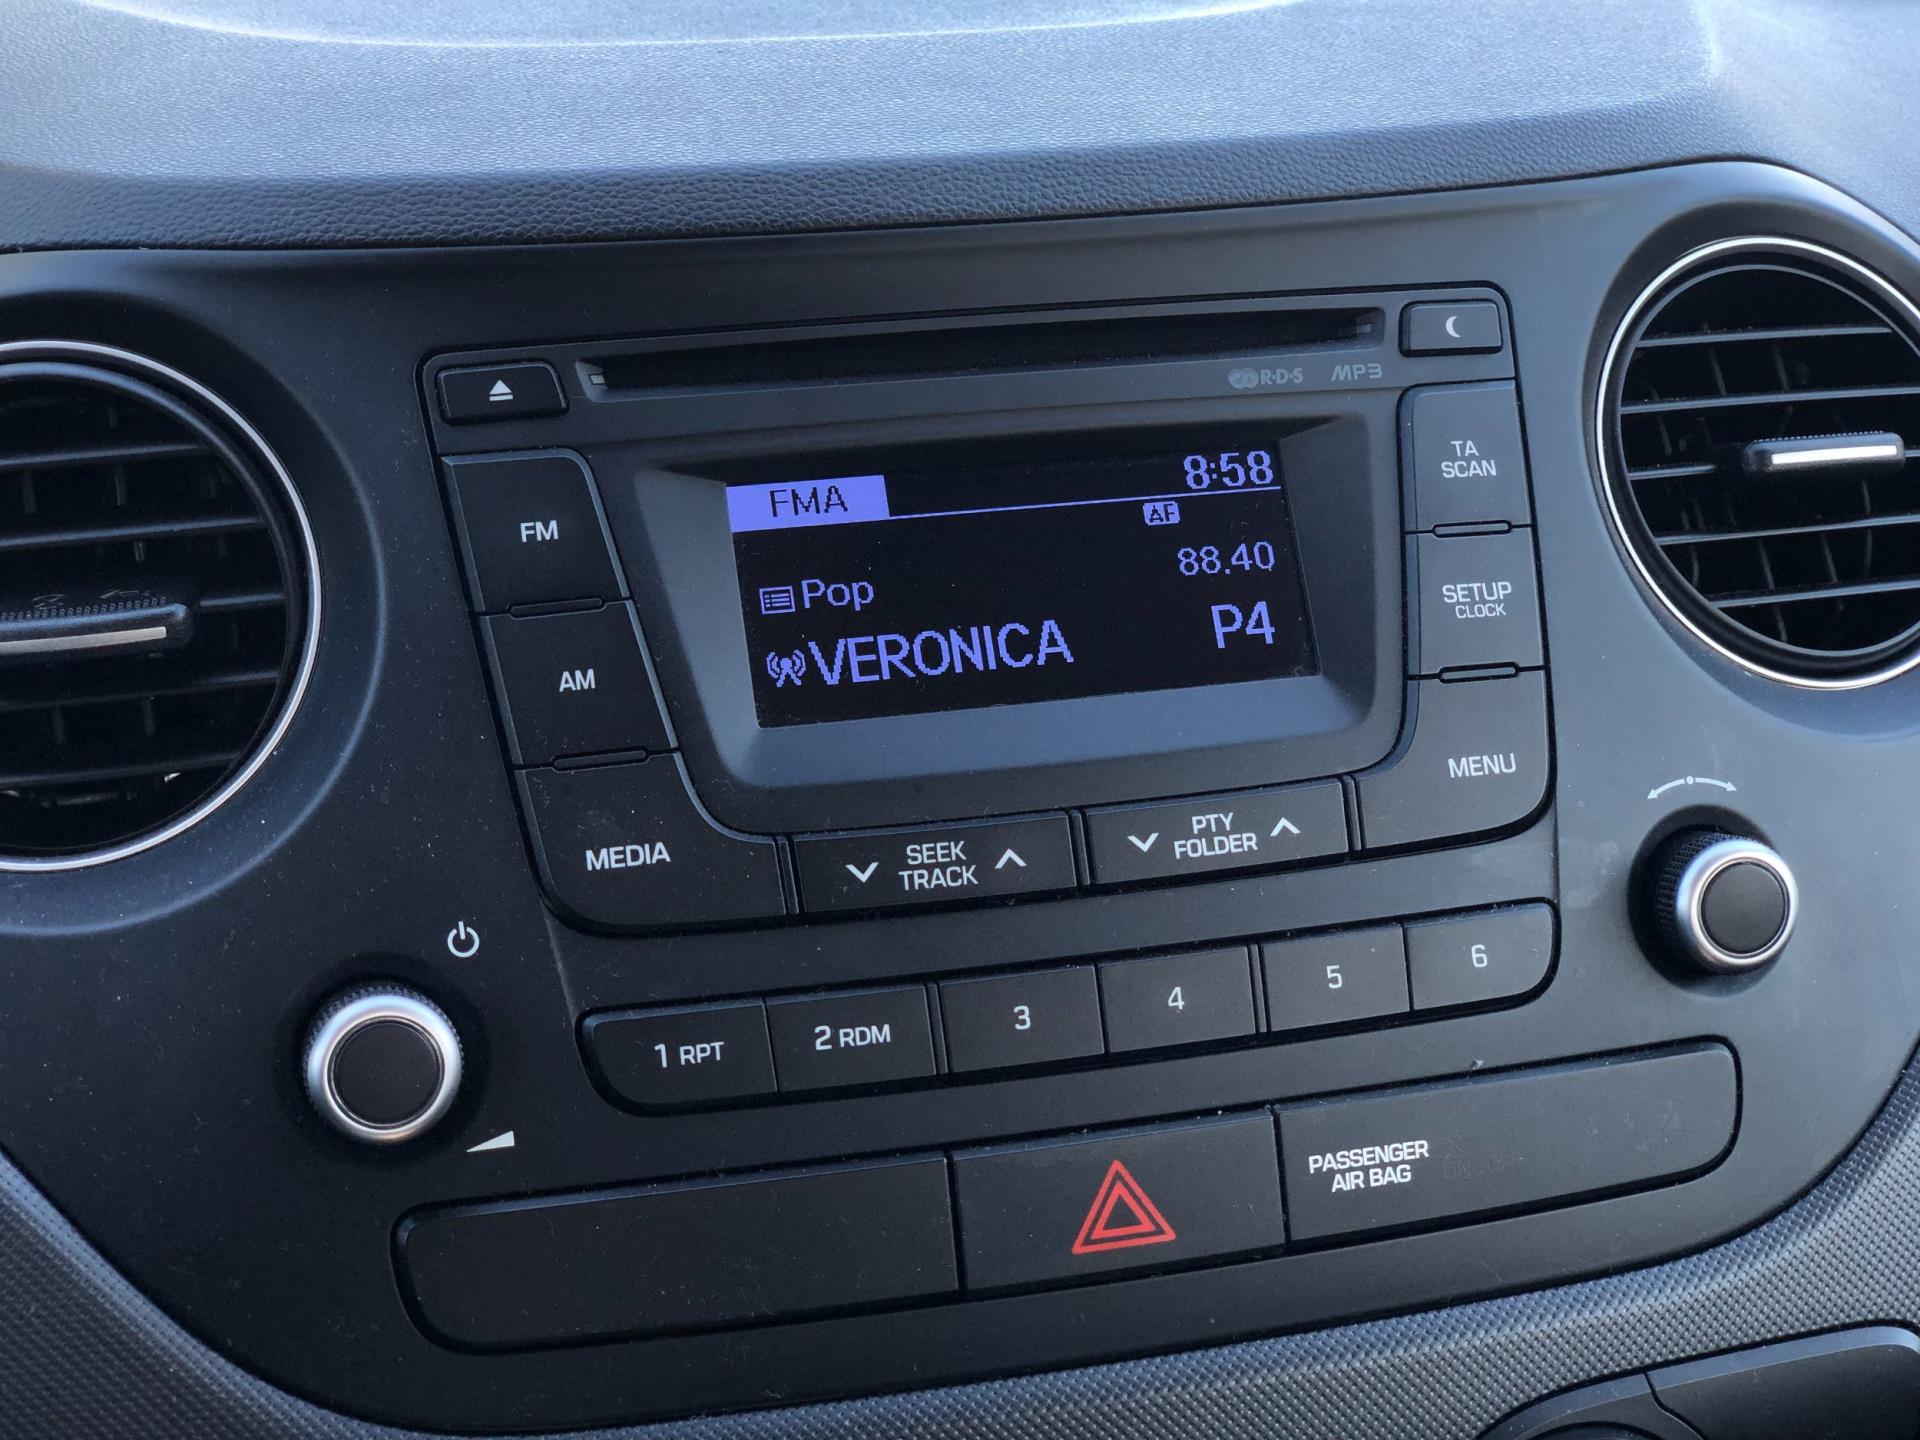 R·D·S MP3
FMA 8:58
AF
Pop 88.40
VERONICA P4
FM
AM
MEDIA
TA
SCAN
SETUP
CLOCK
MENU
SEEK
TRACK
PTY
FOLDER
1 RPT 2 RDM 3 4 5 6
PASSENGER
AIR BAG